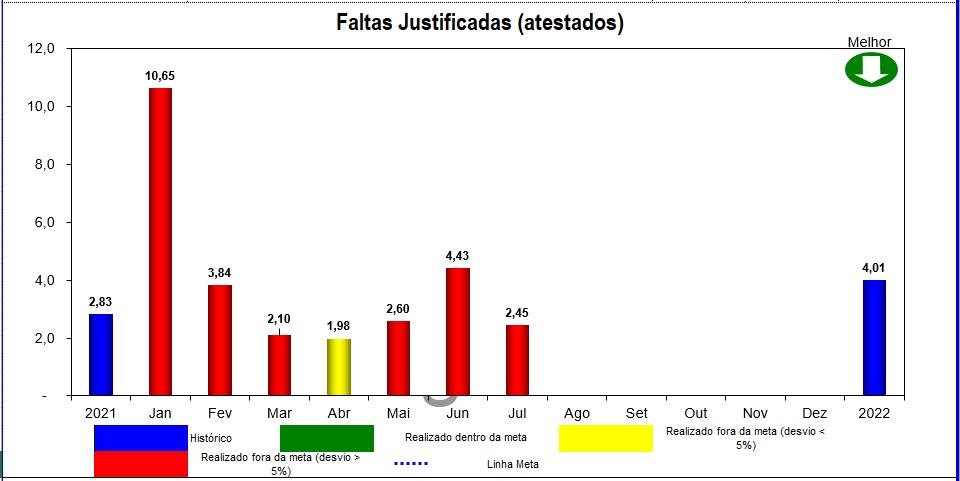 Faltas Justificadas (atestados)
Melhor
12,0
10,0
8,0
6,0
4,0
2,0
-
2,83
10,65
3,84
2,10
1,98
2,60
4,43
2,45
4,01
2021 Jan Fev Mar Abr Mai Jun Jul Ago Set Out Nov Dez 2022
Histórico
Realizado dentro da meta
Realizado fora da meta (desvio <
5%)
Realizado fora da meta (desvio >
5%)
Linha Meta